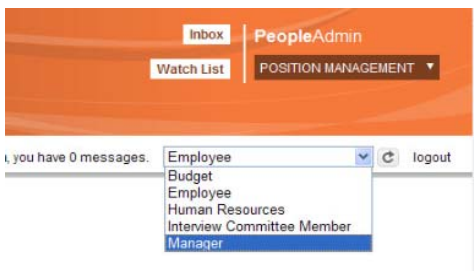 Inbox
PeopleAdmin
Watch List
POSITION MANAGEMENT
, you have 0 messages.
Employee
logout
Budget
Employee
Human Resources
Interview Committee Member
Manager